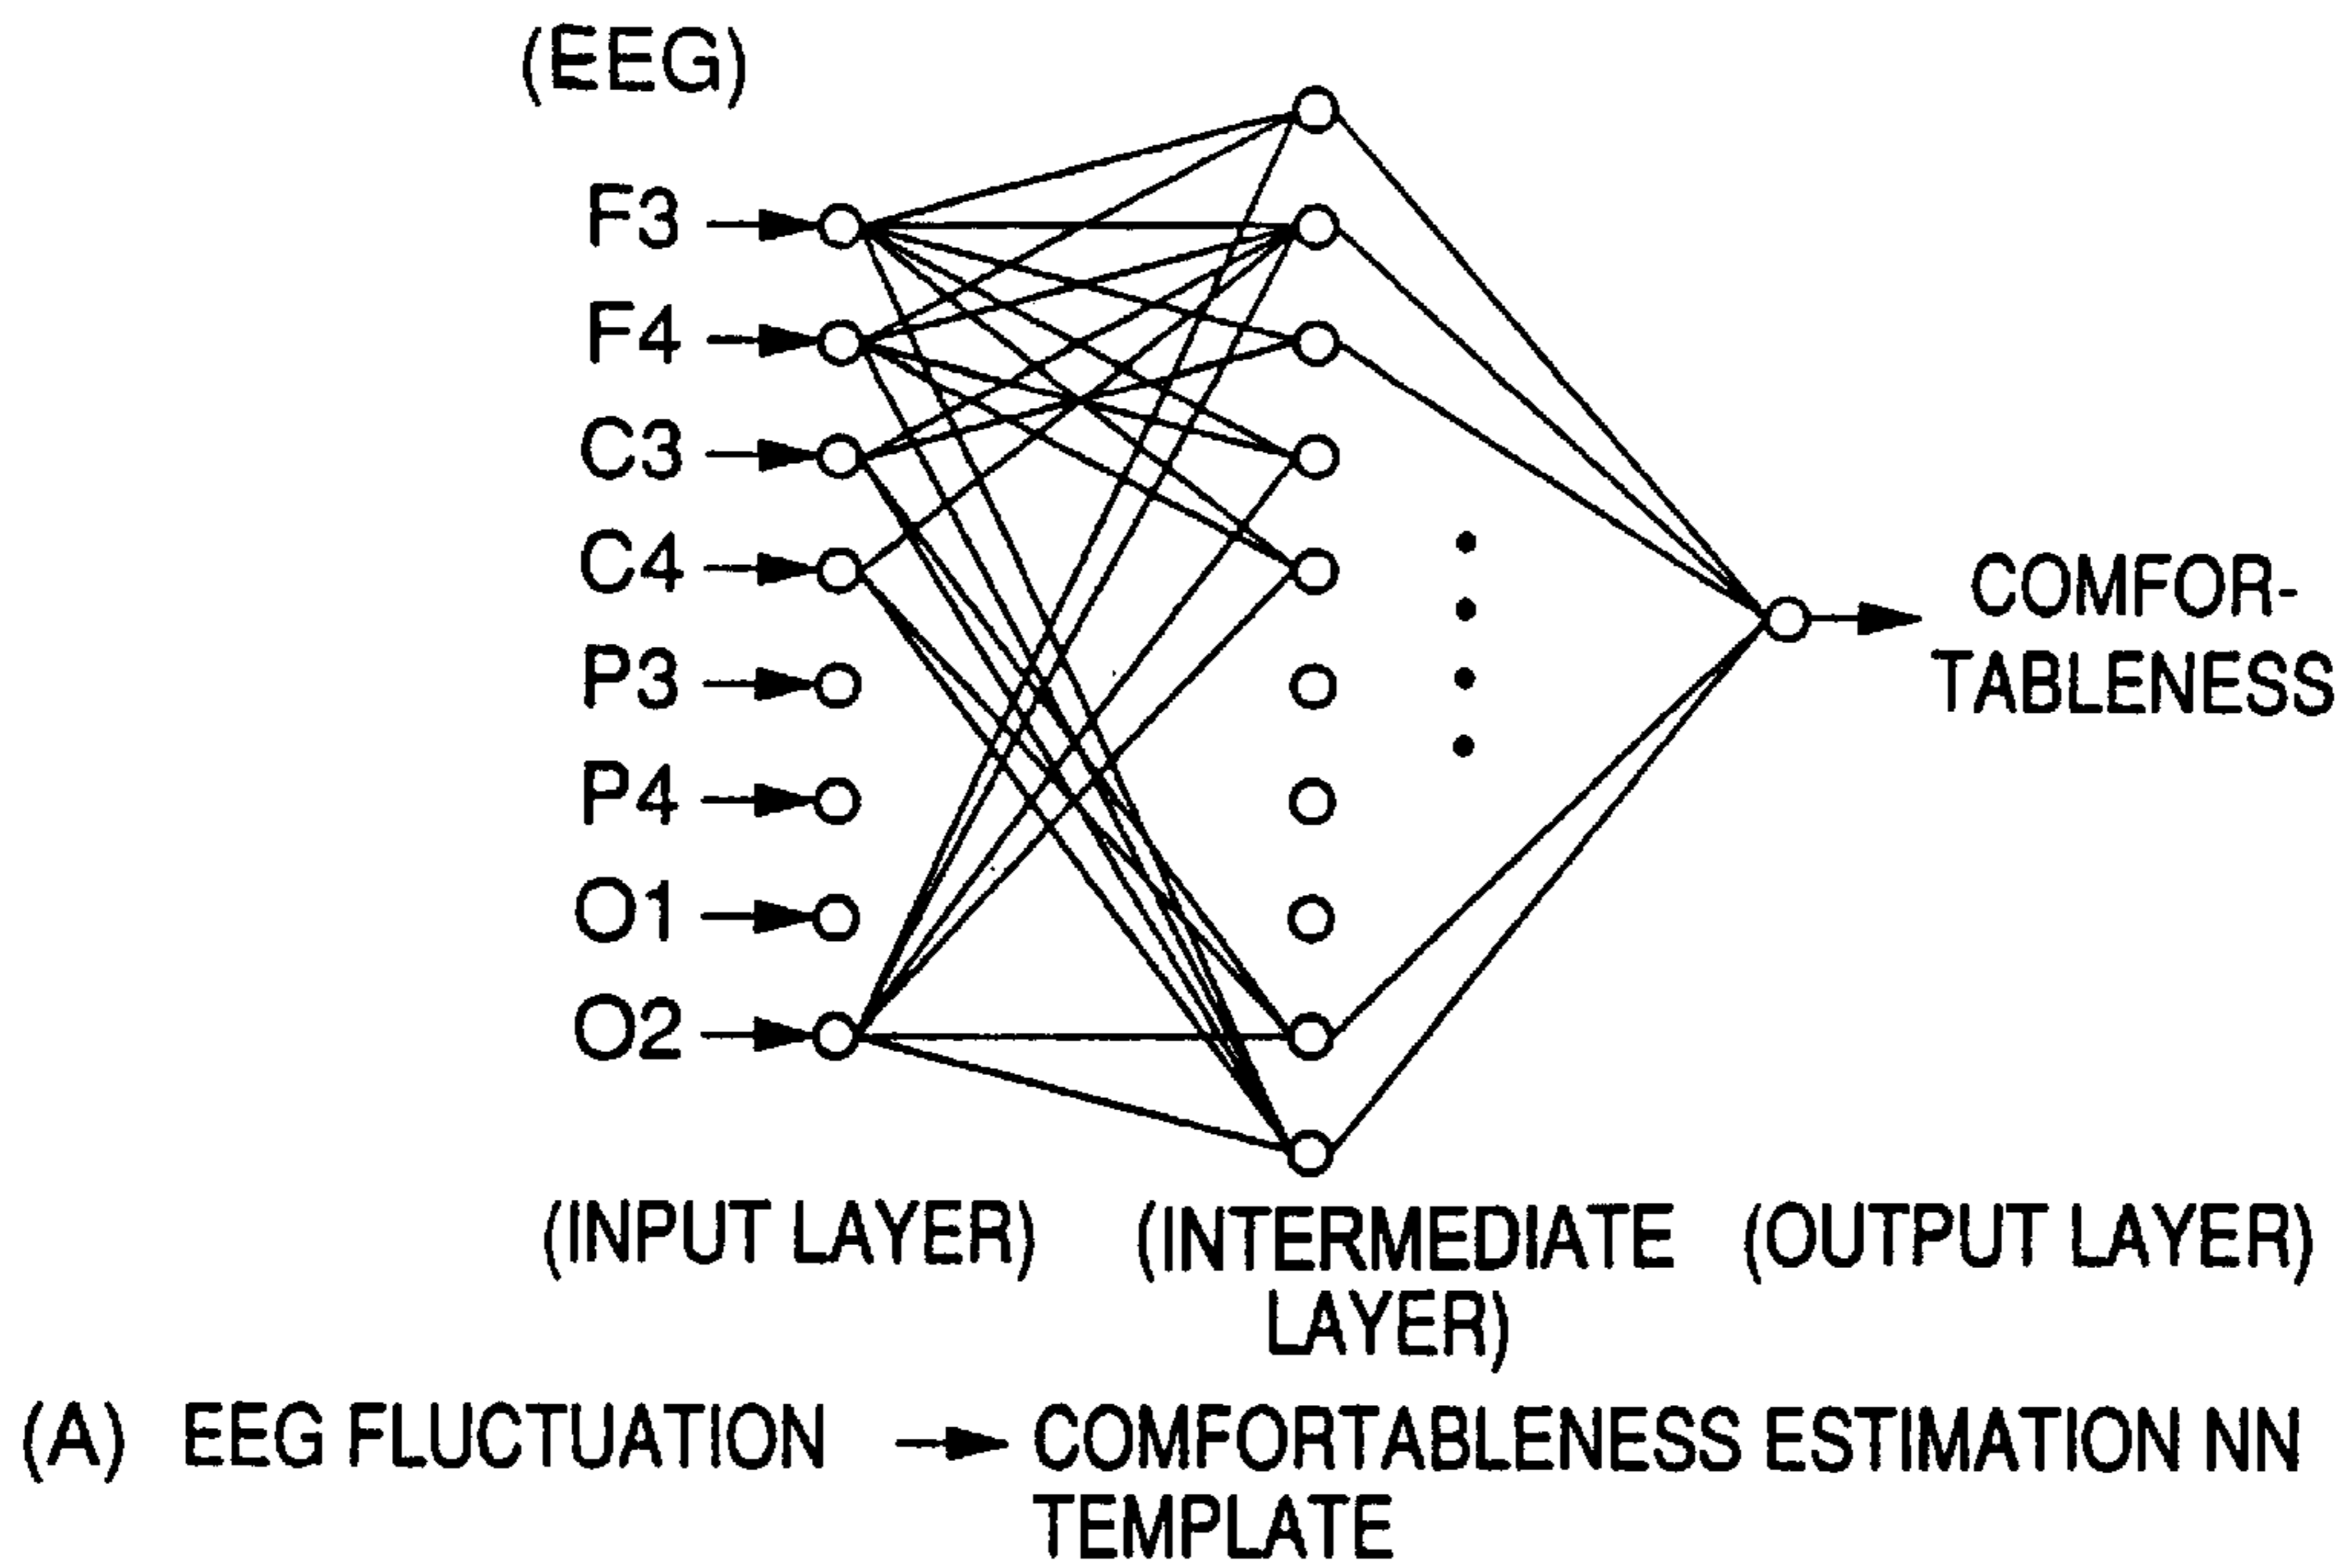 (EEG)
F3
F4
C3
C4
P3
P4
O1
O2
COMFOR-
TABLENESS
(INPUT LAYER)
(INTERMEDIATE
LAYER)
(OUTPUT LAYER)
(A) EEG FLUCTUATION → COMFORTABLENESS ESTIMATION NN
TEMPLATE